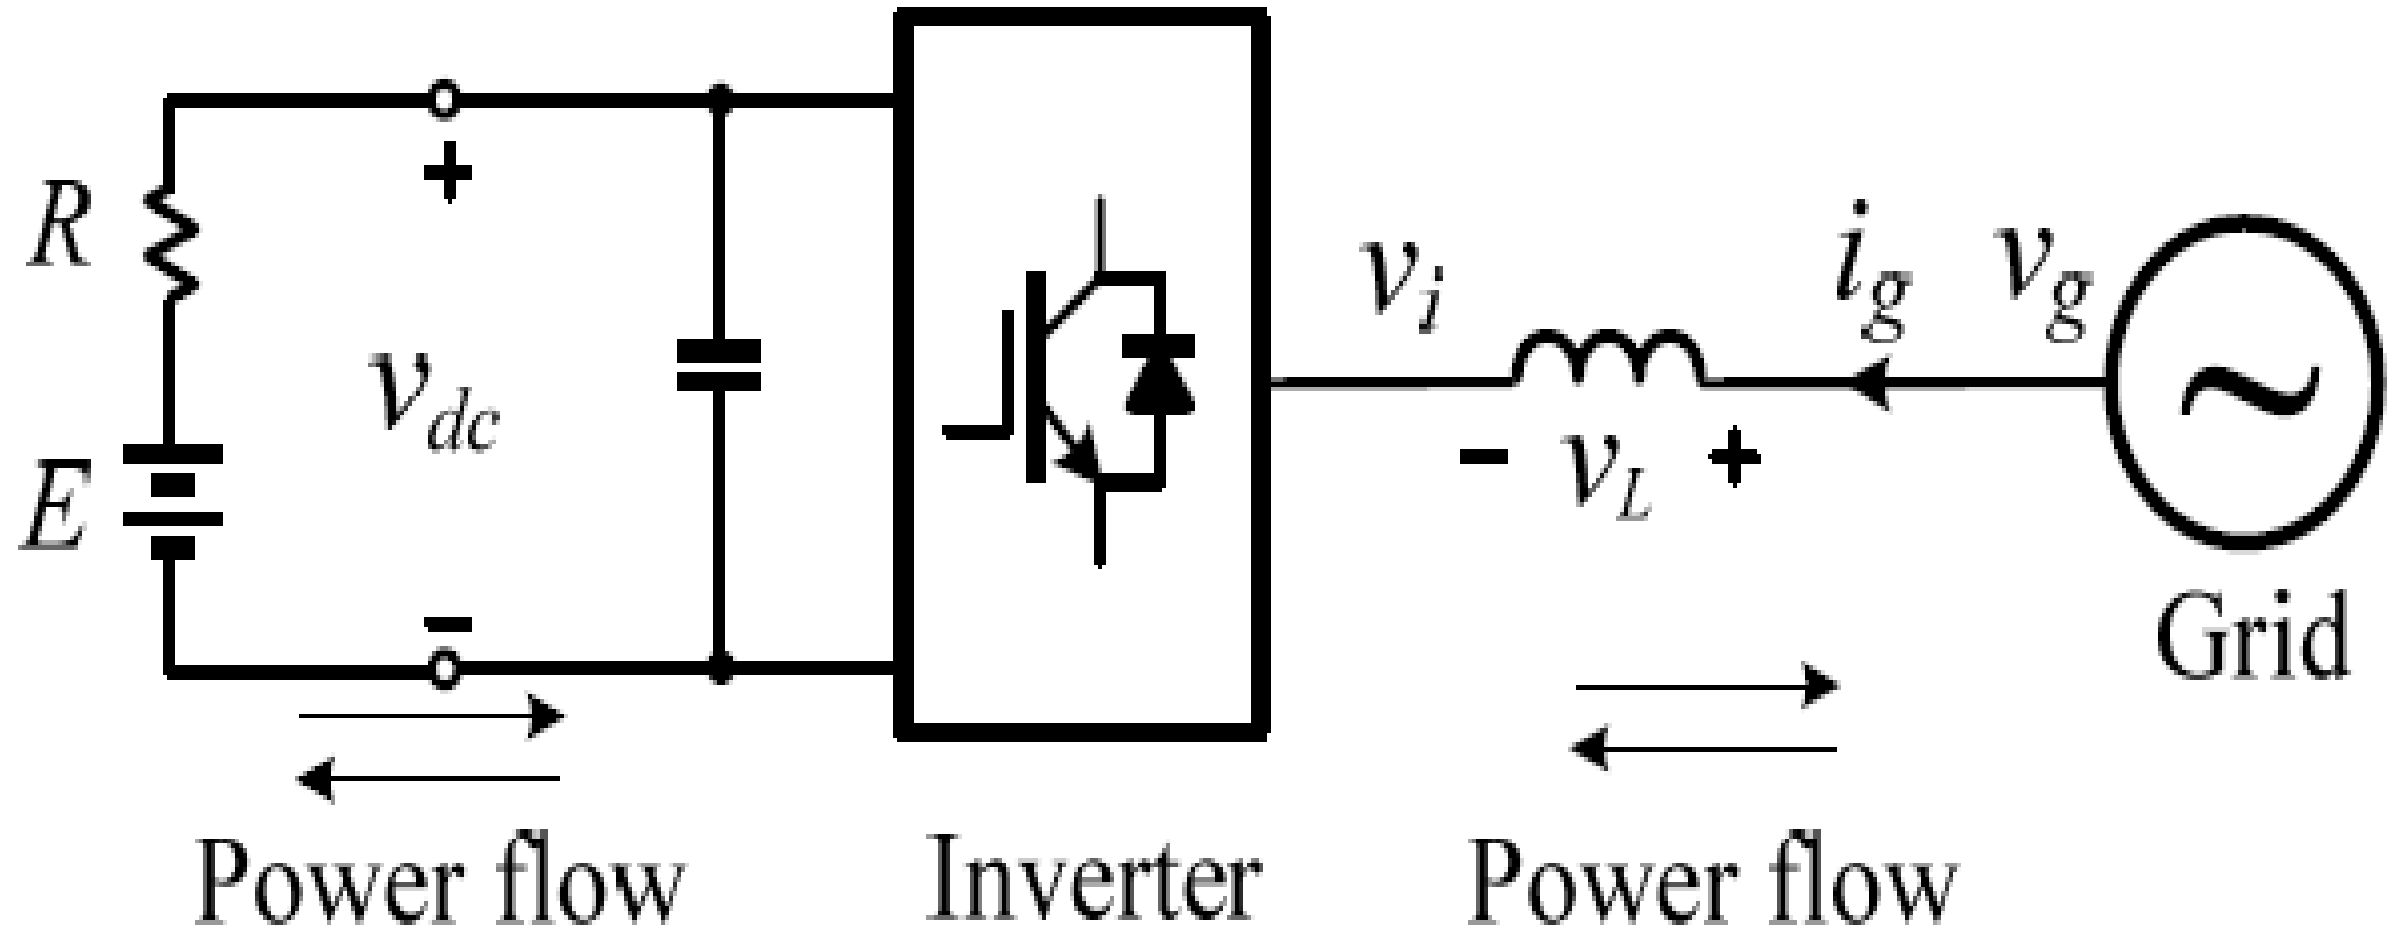 R
E
+
v_dc
-
v_i
i_g
v_g
- v_L +
~
Grid
Power flow
Inverter
Power flow